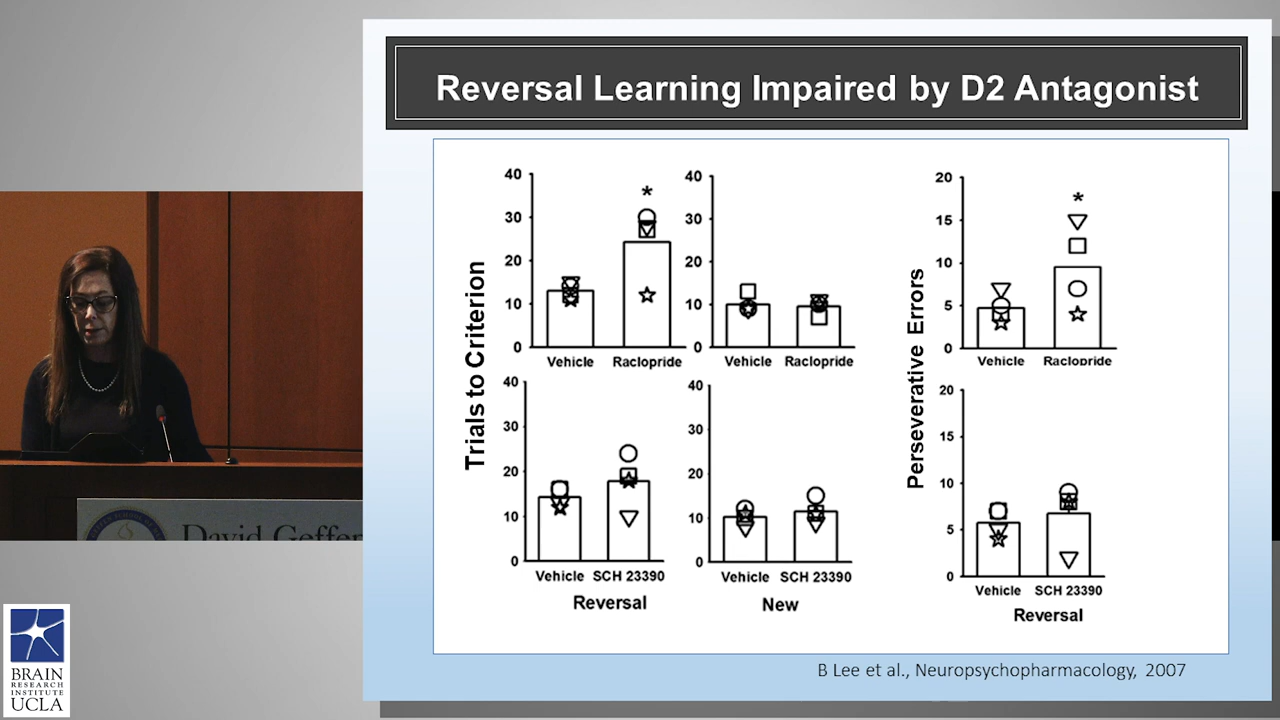 Reversal Learning Impaired by D2 Antagonist
Trials to Criterion
40
30
20
10
0
*
Vehicle
Raclopride
40
30
20
10
0
Vehicle
Raclopride
Perseverative Errors
20
15
10
5
0
*
Vehicle
Raclopride
40
30
20
10
0
Vehicle
SCH 23390
Reversal
40
30
20
10
0
Vehicle
SCH 23390
New
20
15
10
5
0
Vehicle
SCH 23390
Reversal
B Lee et al., Neuropsychopharmacology, 2007
David Geffen
BRAIN
RESEARCH
INSTITUTE
UCLA